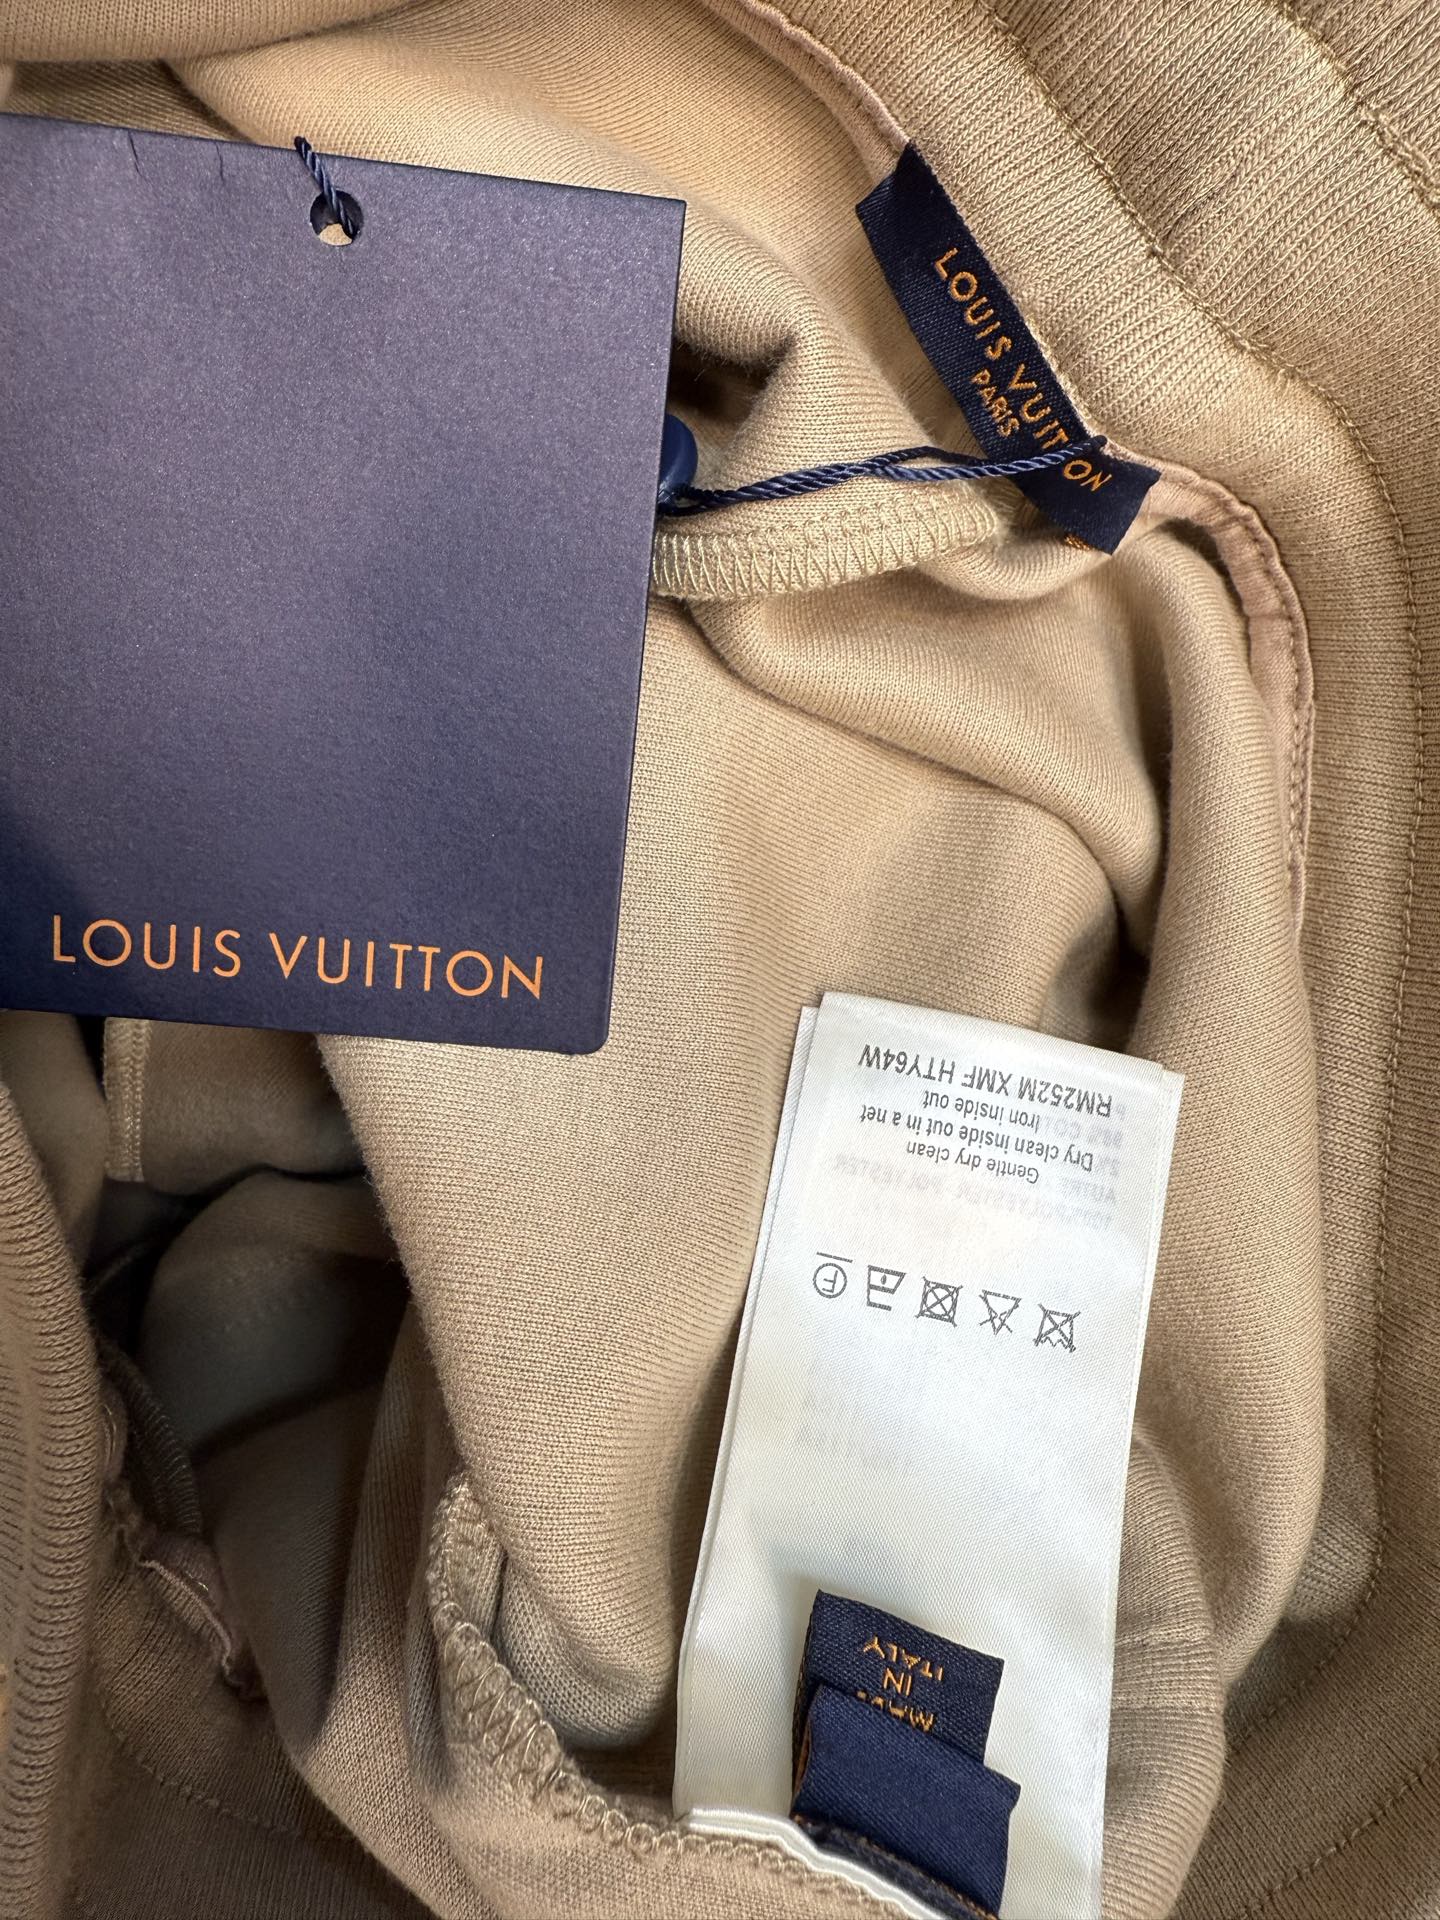 LOUIS VUITTON
PARIS
LOUIS VUITTON
RM252M XMF HTY64W
Iron inside out
Dry clean inside out in a net
Gentle dry clean
F
MADE
IN
ITALY